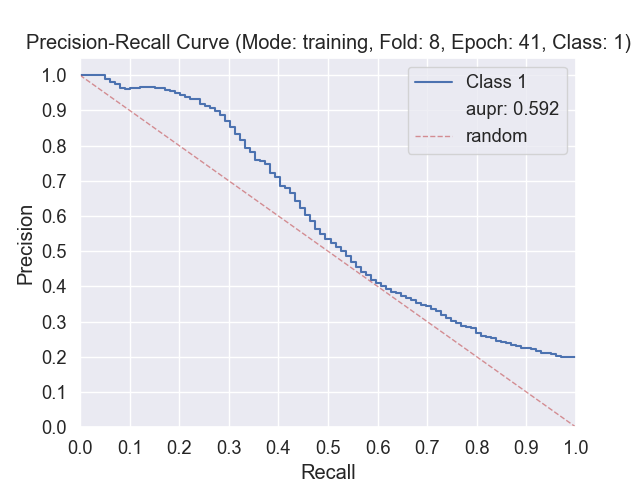 Precision-Recall Curve (Mode: training, Fold: 8, Epoch: 41, Class: 1)
Class 1
aupr: 0.592
random
Precision
1.0
0.9
0.8
0.7
0.6
0.5
0.4
0.3
0.2
0.1
0.0
0.0 0.1 0.2 0.3 0.4 0.5 0.6 0.7 0.8 0.9 1.0
Recall